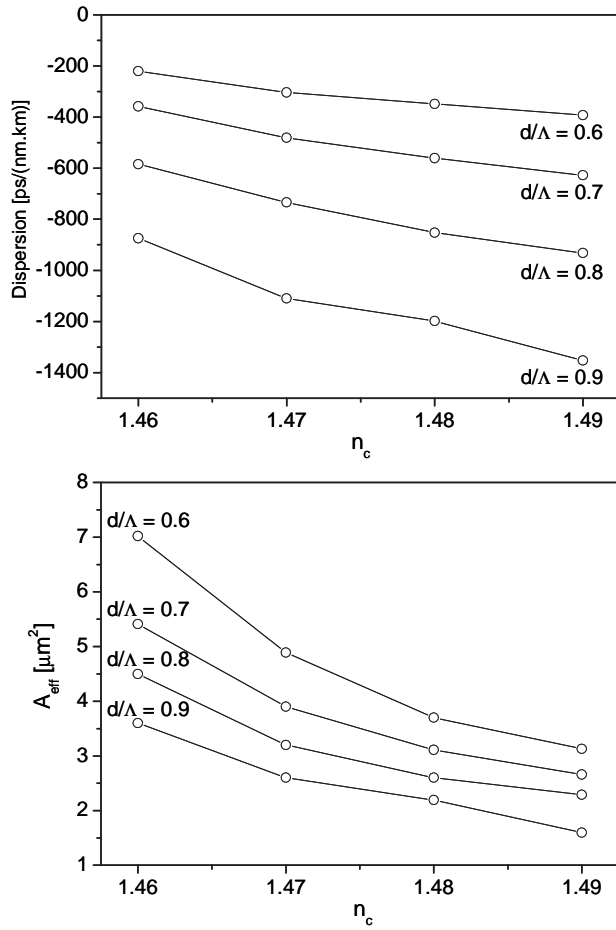 0
-200
-400
-600
-800
-1000
-1200
-1400
Dispersion [ps/(nm.km)]
d/Λ = 0.6
d/Λ = 0.7
d/Λ = 0.8
d/Λ = 0.9
1.46 1.47 1.48 1.49
n_c
8
7
6
5
4
3
2
1
A_eff [μm²]
d/Λ = 0.6
d/Λ = 0.7
d/Λ = 0.8
d/Λ = 0.9
1.46 1.47 1.48 1.49
n_c